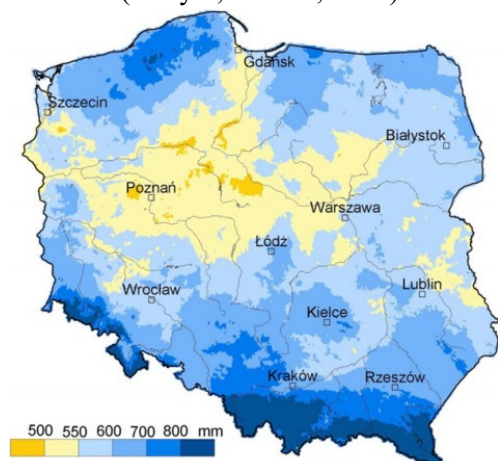 Gdańsk
Szczecin
Białystok
Poznań
Warszawa
Łódź
Wrocław
Lublin
Kielce
Kraków
Rzeszów
500 550 600 700 800 mm